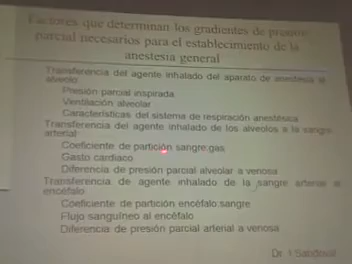 Factores que determinan los gradientes de presión
parcial necesarios para el establecimiento de la
anestesia general
Transferencia del agente inhalado del aparato de anestesia al
alveolo
Presión parcial inspirada
Ventilación alveolar
Características del sistema de respiración anestésica
Transferencia del agente inhalado de los alveolos a la sangre
arterial
Coeficiente de partición sangre:gas
Gasto cardiaco
Diferencia de presión parcial alveolar a venosa
Transferencia de agente inhalado de la sangre arterial al
encéfalo
Coeficiente de partición encéfalo:sangre
Flujo sanguíneo al encéfalo
Diferencia de presión parcial arterial a venosa
Dr. I Sandoval